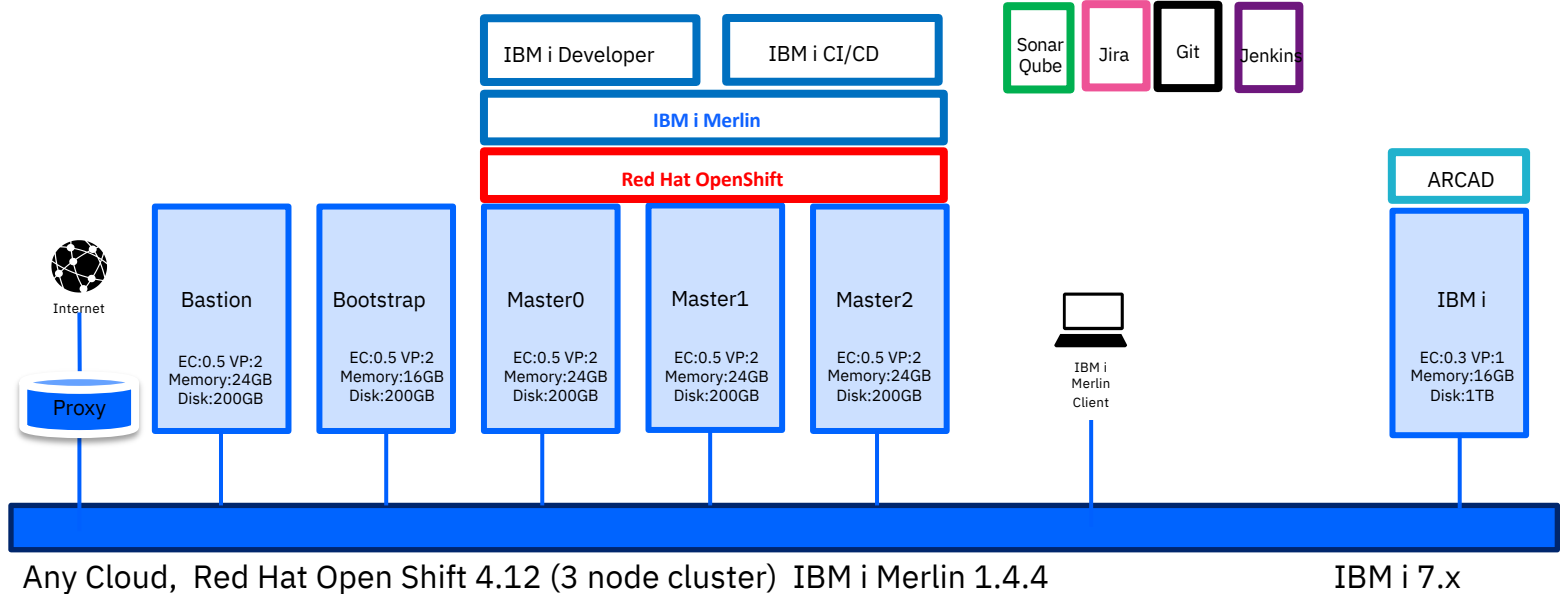 IBM i Developer
IBM i CI/CD
Sonar
Qube
Jira
Git
Jenkins
IBM i Merlin
Red Hat OpenShift
ARCAD
Internet
Proxy
Bastion
EC:0.5 VP:2
Memory:24GB
Disk:200GB
Bootstrap
EC:0.5 VP:2
Memory:16GB
Disk:200GB
Master0
EC:0.5 VP:2
Memory:24GB
Disk:200GB
Master1
EC:0.5 VP:2
Memory:24GB
Disk:200GB
Master2
EC:0.5 VP:2
Memory:24GB
Disk:200GB
IBM i
Merlin
Client
IBM i
EC:0.3 VP:1
Memory:16GB
Disk:1TB
Any Cloud, Red Hat Open Shift 4.12 (3 node cluster) IBM i Merlin 1.4.4
IBM i 7.x